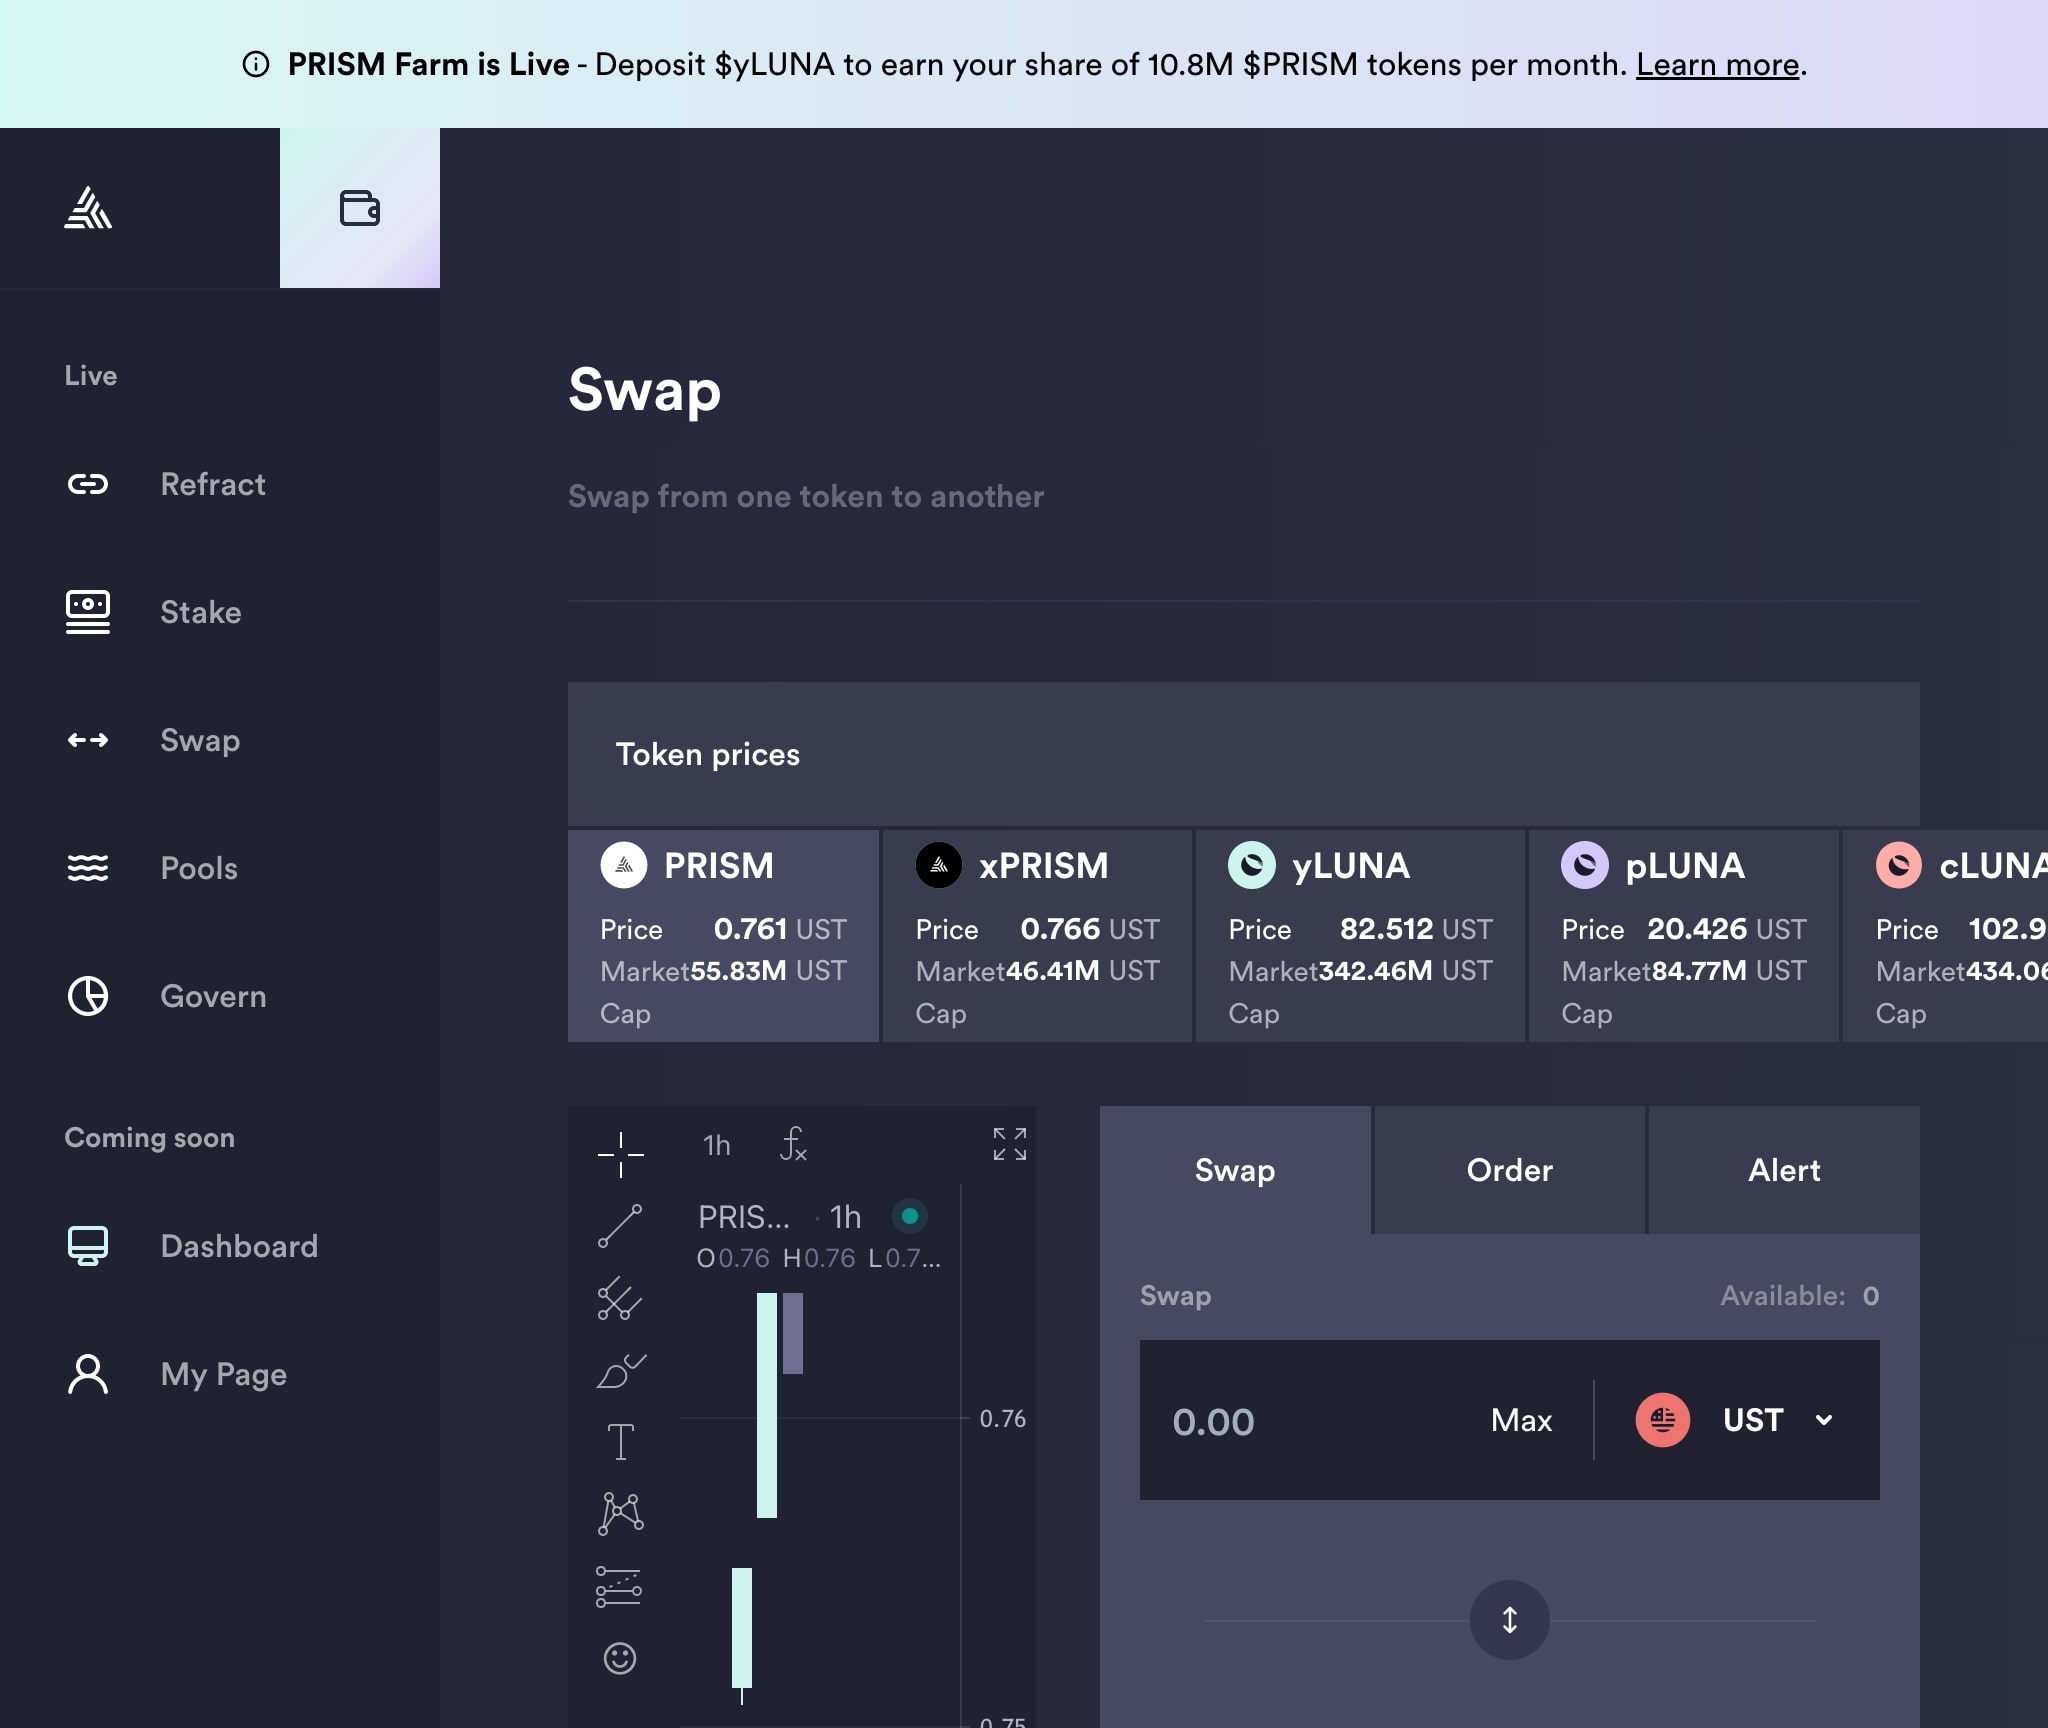 PRISM Farm is Live - Deposit $yLUNA to earn your share of 10.8M $PRISM tokens per month. Learn more.
Live
Refract
Stake
Swap
Pools
Govern
Coming soon
Dashboard
My Page
Swap
Swap from one token to another
Token prices
PRISM
Price 0.761 UST
Market 55.83M UST
Cap
xPRISM
Price 0.766 UST
Market 46.41M UST
Cap
yLUNA
Price 82.512 UST
Market 342.46M UST
Cap
pLUNA
Price 20.426 UST
Market 84.77M UST
Cap
cLUNA
Price 102.9
Market 434.06
Cap
1h fx
PRIS... · 1h
O0.76 H0.76 L0.7...
0.76
0.75
Swap Order Alert
Swap Available: 0
0.00 Max UST